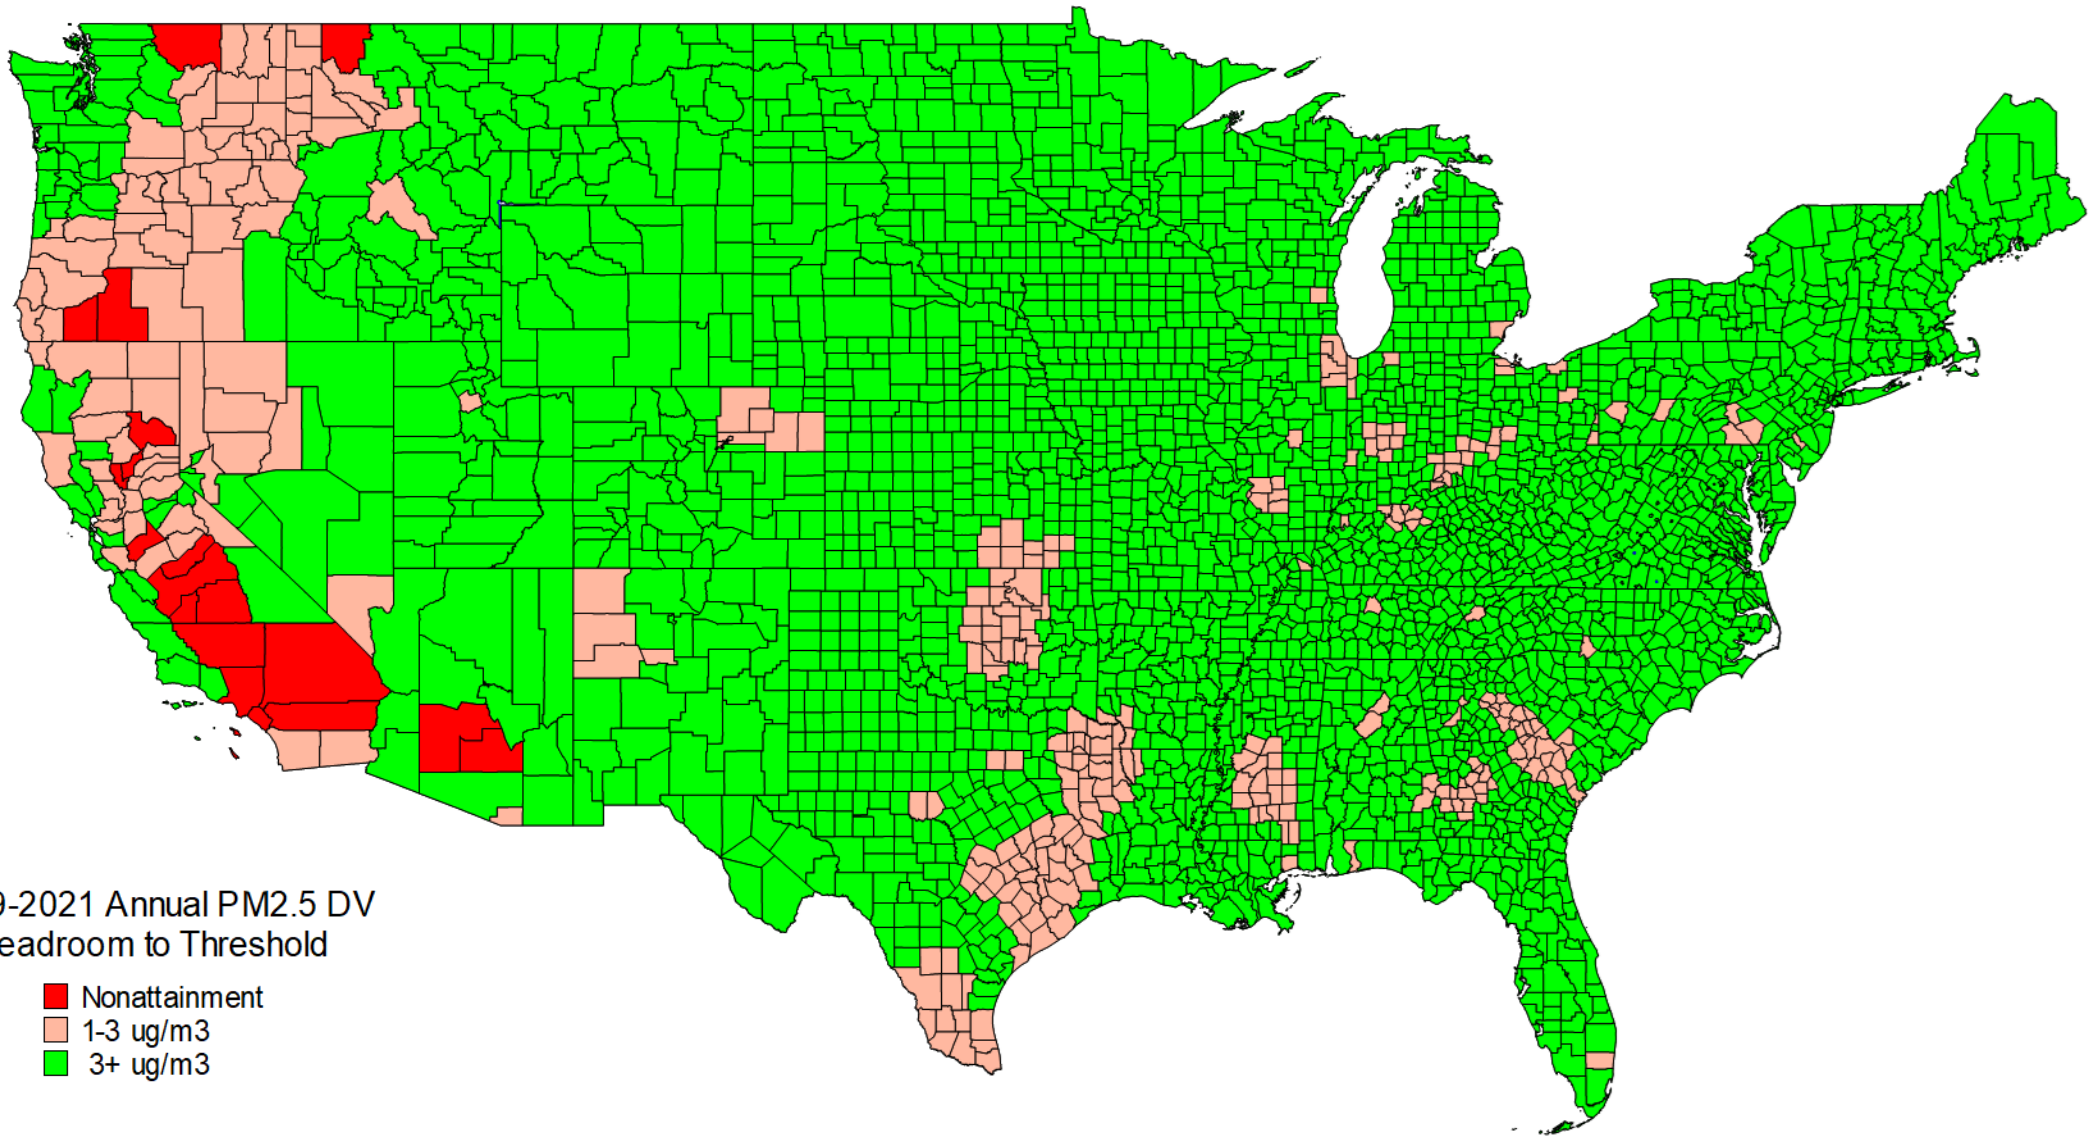 9-2021 Annual PM2.5 DV
eadroom to Threshold
Nonattainment
1-3 ug/m3
3+ ug/m3